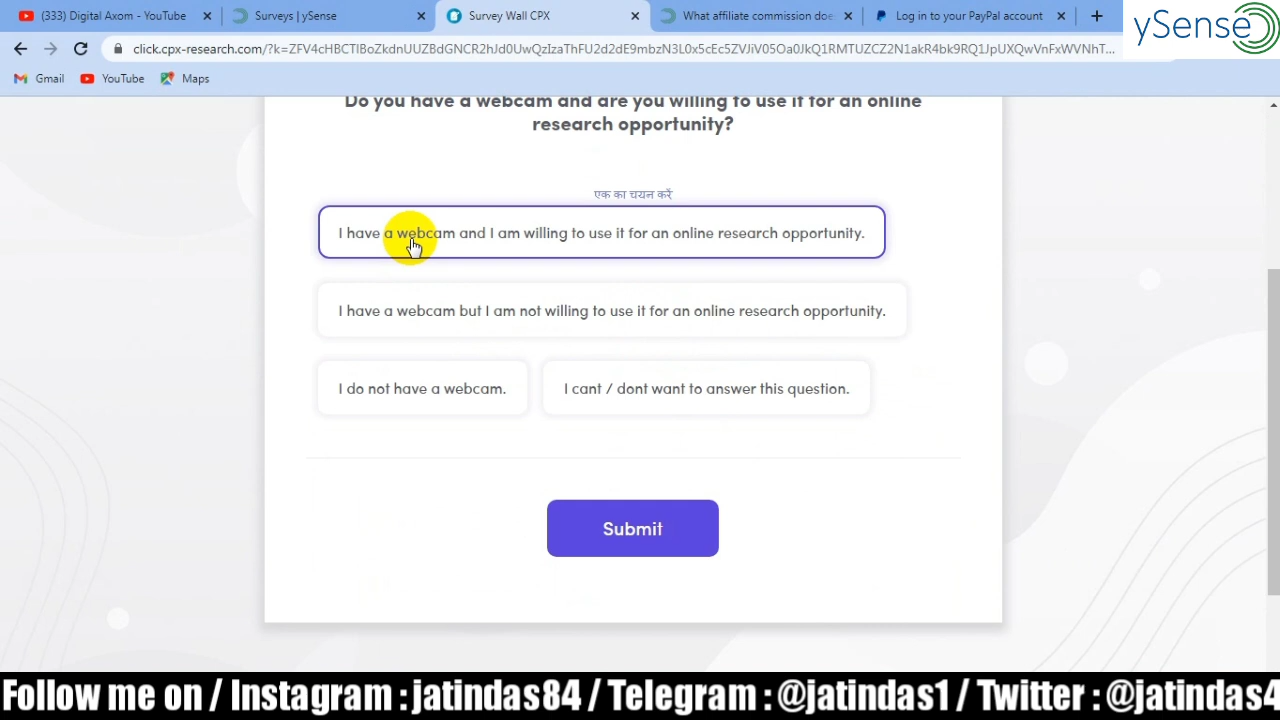 (333) Digital Axom - YouTube
Surveys | ySense
Survey Wall CPX
What affiliate commission doe
Log in to your PayPal account
ySense
click.cpx-research.com/?k=
Gmail
YouTube
Maps
Do you have a webcam and are you willing to use it for an online
research opportunity?
एक का चयन करें
I have a webcam and I am willing to use it for an online research opportunity.
I have a webcam but I am not willing to use it for an online research opportunity.
I do not have a webcam.
I cant / dont want to answer this question.
Submit
Follow me on / Instagram : jatindas84 / Telegram : @jatindas1 / Twitter : @jatindas4